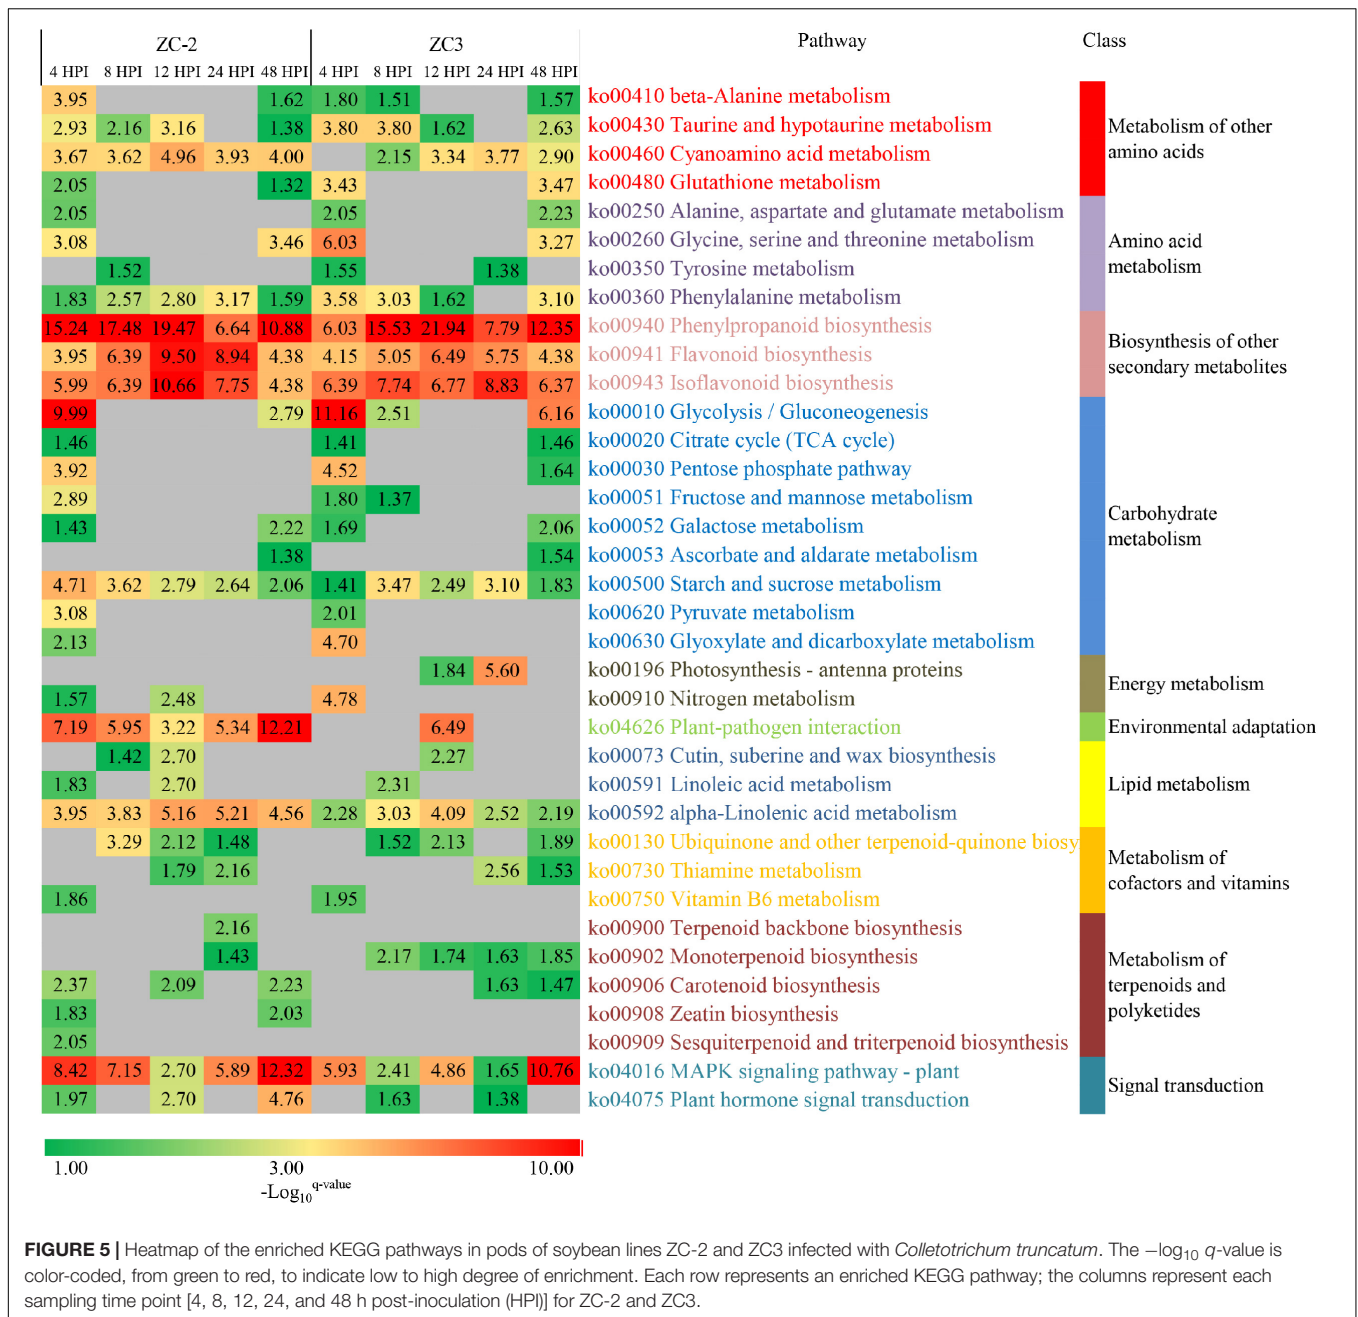 ZC-2 ZC3 Pathway Class
4 HPI 8 HPI 12 HPI 24 HPI 48 HPI 4 HPI 8 HPI 12 HPI 24 HPI 48 HPI
3.95 1.62 1.80 1.51 1.57 ko00410 beta-Alanine metabolism
2.93 2.16 3.16 1.38 3.80 3.80 1.62 2.63 ko00430 Taurine and hypotaurine metabolism
Metabolism of other
amino acids
3.67 3.62 4.96 3.93 4.00 2.15 3.34 3.77 2.90 ko00460 Cyanoamino acid metabolism
2.05 1.32 3.43 3.47 ko00480 Glutathione metabolism
2.05 2.05 2.23 ko00250 Alanine, aspartate and glutamate metabolism
3.08 3.46 6.03 3.27 ko00260 Glycine, serine and threonine metabolism
Amino acid
metabolism
1.52 1.55 1.38 ko00350 Tyrosine metabolism
1.83 2.57 2.80 3.17 1.59 3.58 3.03 1.62 3.10 ko00360 Phenylalanine metabolism
15.24 17.48 19.47 6.64 10.88 6.03 15.53 21.94 7.79 12.35 ko00940 Phenylpropanoid biosynthesis
Biosynthesis of other
secondary metabolites
3.95 6.39 9.50 8.94 4.38 4.15 5.05 6.49 5.75 4.38 ko00941 Flavonoid biosynthesis
5.99 6.39 10.66 7.75 4.38 6.39 7.74 6.77 8.83 6.37 ko00943 Isoflavonoid biosynthesis
9.99 2.79 11.16 2.51 6.16 ko00010 Glycolysis / Gluconeogenesis
1.46 1.41 1.46 ko00020 Citrate cycle (TCA cycle)
3.92 4.52 1.64 ko00030 Pentose phosphate pathway
2.89 1.80 1.37 ko00051 Fructose and mannose metabolism
Carbohydrate
metabolism
1.43 2.22 1.69 2.06 ko00052 Galactose metabolism
1.38 1.54 ko00053 Ascorbate and aldarate metabolism
4.71 3.62 2.79 2.64 2.06 1.41 3.47 2.49 3.10 1.83 ko00500 Starch and sucrose metabolism
3.08 2.01 ko00620 Pyruvate metabolism
2.13 4.70 ko00630 Glyoxylate and dicarboxylate metabolism
1.84 5.60 ko00196 Photosynthesis - antenna proteins
Energy metabolism
1.57 2.48 4.78 ko00910 Nitrogen metabolism
7.19 5.95 3.22 5.34 12.21 6.49 ko04626 Plant-pathogen interaction Environmental adaptation
1.42 2.70 2.27 ko00073 Cutin, suberine and wax biosynthesis
1.83 2.70 2.31 ko00591 Linoleic acid metabolism Lipid metabolism
3.95 3.83 5.16 5.21 4.56 2.28 3.03 4.09 2.52 2.19 ko00592 alpha-Linolenic acid metabolism
3.29 2.12 1.48 1.52 2.13 1.89 ko00130 Ubiquinone and other terpenoid-quinone biosy
Metabolism of
cofactors and vitamins
1.79 2.16 2.56 1.53 ko00730 Thiamine metabolism
1.86 1.95 ko00750 Vitamin B6 metabolism
2.16 ko00900 Terpenoid backbone biosynthesis
1.43 2.17 1.74 1.63 1.85 ko00902 Monoterpenoid biosynthesis
Metabolism of
terpenoids and
polyketides
2.37 2.09 2.23 1.63 1.47 ko00906 Carotenoid biosynthesis
1.83 2.03 ko00908 Zeatin biosynthesis
2.05 ko00909 Sesquiterpenoid and triterpenoid biosynthesis
8.42 7.15 2.70 5.89 12.32 5.93 2.41 4.86 1.65 10.76 ko04016 MAPK signaling pathway - plant
Signal transduction
1.97 2.70 4.76 1.63 1.38 ko04075 Plant hormone signal transduction
1.00 3.00 10.00
-Log10 q-value
FIGURE 5 | Heatmap of the enriched KEGG pathways in pods of soybean lines ZC-2 and ZC3 infected with Colletotrichum truncatum. The −log10 q-value is
color-coded, from green to red, to indicate low to high degree of enrichment. Each row represents an enriched KEGG pathway; the columns represent each
sampling time point [4, 8, 12, 24, and 48 h post-inoculation (HPI)] for ZC-2 and ZC3.